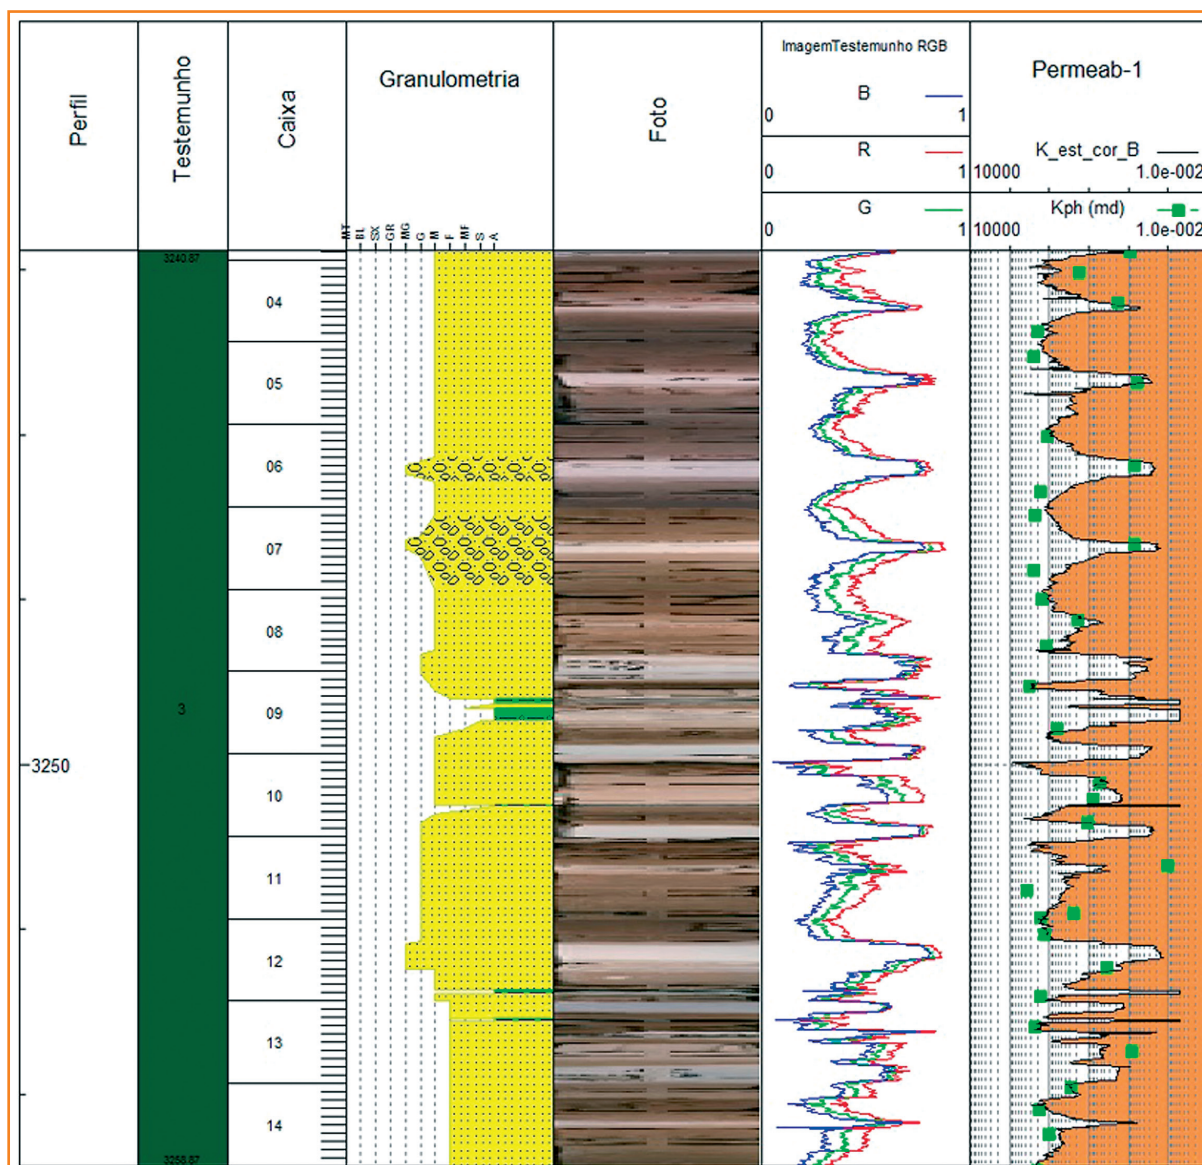 Perfil
Testemunho
Caixa
Granulometria
MT
BL
SX
GR
MG
G
M
F
MF
S
A
Foto
ImagemTestemunho RGB
B
0 1
R
0 1
G
0 1
Permeab-1
K_est_cor_B
10000 1.0e-002
Kph (md)
10000 1.0e-002
3240.87
04
05
06
07
08
3
09
3250
10
11
12
13
14
3258.87